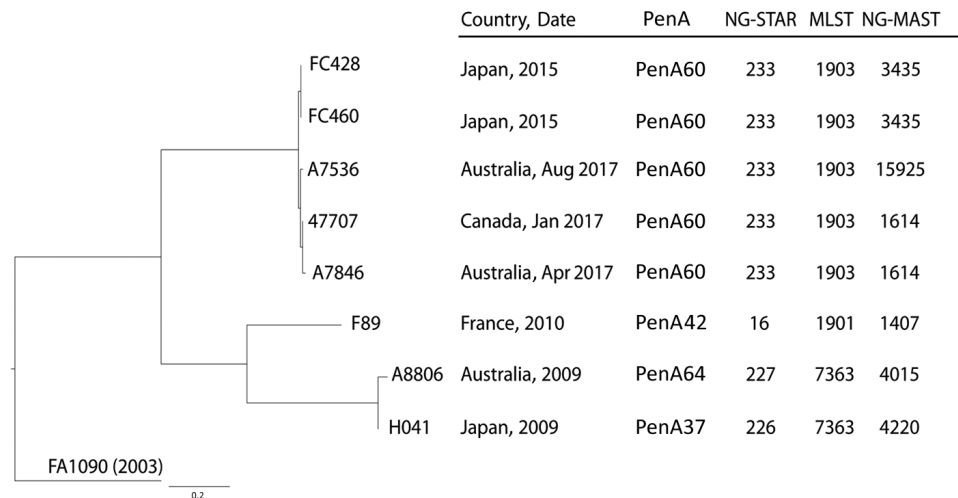 Country, Date PenA NG-STAR MLST NG-MAST
FC428 Japan, 2015 PenA60 233 1903 3435
FC460 Japan, 2015 PenA60 233 1903 3435
A7536 Australia, Aug 2017 PenA60 233 1903 15925
47707 Canada, Jan 2017 PenA60 233 1903 1614
A7846 Australia, Apr 2017 PenA60 233 1903 1614
F89 France, 2010 PenA42 16 1901 1407
A8806 Australia, 2009 PenA64 227 7363 4015
H041 Japan, 2009 PenA37 226 7363 4220
FA1090 (2003)
0.2